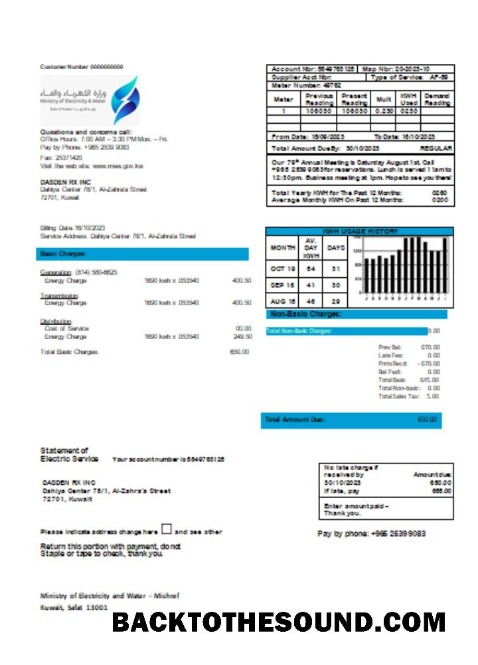 Customer Number 0000000000
وزارة الكهرباء والماء
Ministry of Electricity & Water
Questions and concerns call:
Office Hours: 7.00 AM – 3.30 PM Mon. – Fri.
Pay by Phone: +965 2539 9083
Fax: 25371420
Visit the web site: www.mew.gov.kw
DASDEN RX INC
Dahiya Center 78/1, Al-Zahra's Street
72701, Kuwait
Account Nbr: 5649763125 Map Nbr: 20-2023-10
Supplier Acct Nbr: Type of Service: AF-59
Meter Number: 49762
Meter Previous Reading Present Reading Mult KWH Used Demand Reading
1 106030 106030 0.230 0230
From Date: 15/09/2023 To Date: 16/10/2023
Total Amount Due By: 30/10/2023 REGULAR
Our 79th Annual Meeting is Saturday August 1st. Call
+965 25399083 for reservations. Lunch is served 11am to
12:30pm. Business meeting at 1pm. Hope to see you there!
Total Yearly KWH for The Past 12 Months: 0260
Average Monthly KWH On Past 12 Months: 0200
Billing Date: 16/10/2023
Service Address: Dahiya Center 78/1, Al-Zahra's Street
Basic Charges:
Generation: (814) 580-6625
Energy Charge 1690 kwh x .053540 400.50
Transmission:
Energy Charge 1690 kwh x .053540 400.50
Distribution:
Cost of Service 00.00
Energy Charge 1690 kwh x .053540 249.50
Total Basic Charges: 650.00
KWH USAGE HISTORY
MONTH AV. DAY KWH DAYS
OCT 19 54 31
SEP 16 41 30
AUG 15 46 29
Non-Basic Charges:
Total Non-Basic Charges: 0.00
Prev Bal: 670.00
Late Fee: 0.00
Pmts Recd: - 670.00
Bal Fwd: 0.00
Total Basic 645.00
Total Non-basic: 0.00
Total Sales Tax: 5.00
Total Amount Due: 650.00
Statement of
Electric Service Your account number is 5649763125
DASDEN RX INC
Dahiya Center 78/1, Al-Zahra's Street
72701, Kuwait
No late charge if
received by Amount due:
30/10/2023 650.00
If late, pay 665.00
Enter amount paid –
Thank you.
Please indicate address change here and see other
Return this portion with payment, do not
Staple or tape to check, thank you.
Pay by phone: +965 25399083
Ministry of Electricity and Water – Mishref
Kuwait, Salat 13001
BACKTOTHESOUND.COM